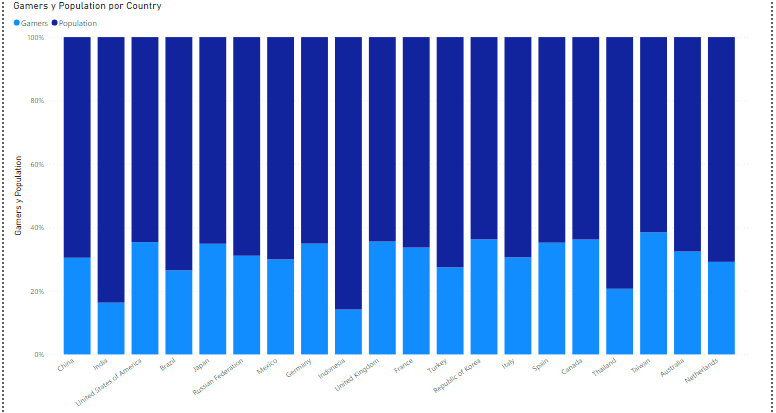 Gamers y Population por Country
Gamers Population
100%
80%
60%
40%
20%
0%
Gamers y Population
China
India
United States of America
Brazil
Japan
Russian Federation
Mexico
Germany
Indonesia
United Kingdom
France
Turkey
Republic of Korea
Italy
Spain
Canada
Thailand
Taiwan
Australia
Netherlands